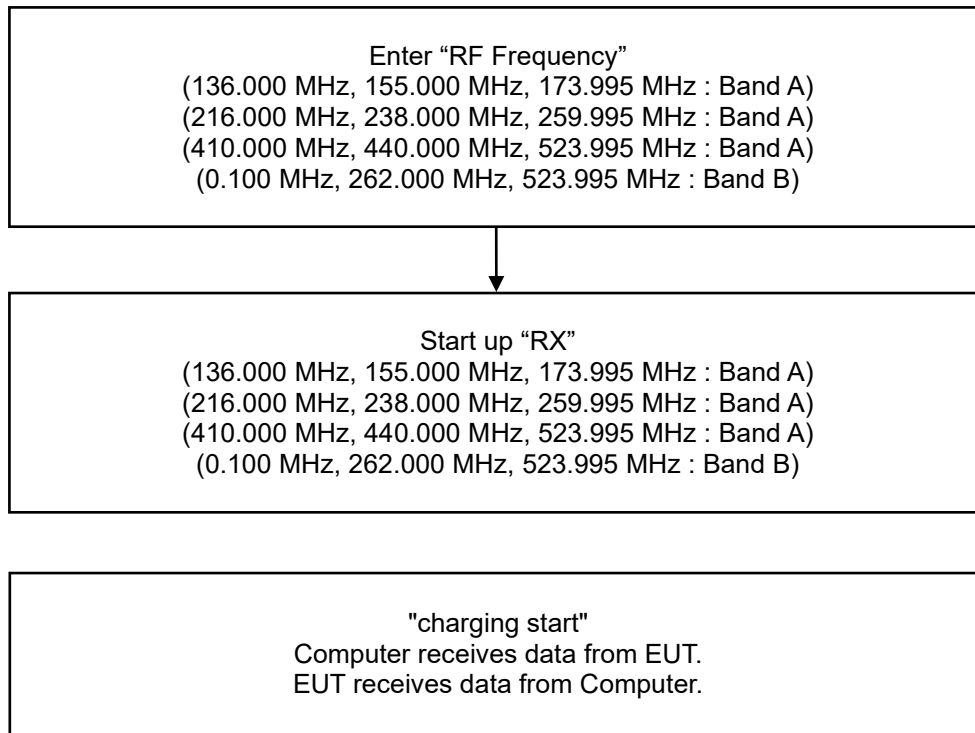 Enter “RF Frequency”
(136.000 MHz, 155.000 MHz, 173.995 MHz : Band A)
(216.000 MHz, 238.000 MHz, 259.995 MHz : Band A)
(410.000 MHz, 440.000 MHz, 523.995 MHz : Band A)
(0.100 MHz, 262.000 MHz, 523.995 MHz : Band B)
Start up “RX”
(136.000 MHz, 155.000 MHz, 173.995 MHz : Band A)
(216.000 MHz, 238.000 MHz, 259.995 MHz : Band A)
(410.000 MHz, 440.000 MHz, 523.995 MHz : Band A)
(0.100 MHz, 262.000 MHz, 523.995 MHz : Band B)
"charging start"
Computer receives data from EUT.
EUT receives data from Computer.